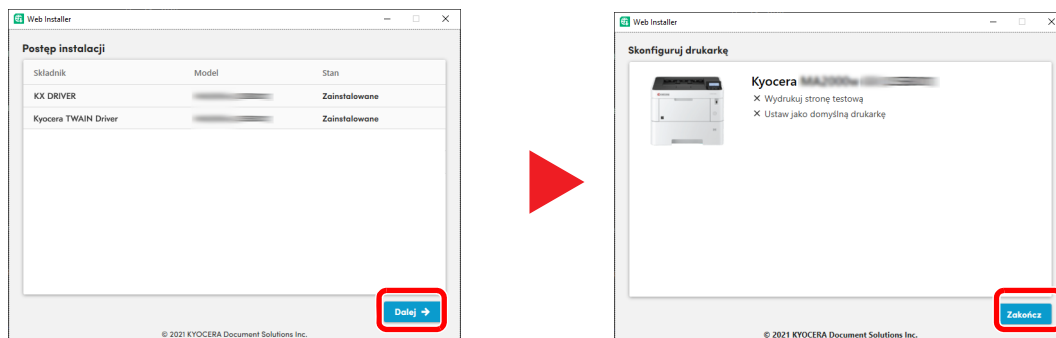 Web Installer
Postęp instalacji
Składnik Model Stan
KX DRIVER Zainstalowane
Kyocera TWAIN Driver Zainstalowane
Dalej →
© 2021 KYOCERA Document Solutions Inc.
Web Installer
Skonfiguruj drukarkę
Kyocera
✕ Wydrukuj stronę testową
✕ Ustaw jako domyślną drukarkę
Zakończ
© 2021 KYOCERA Document Solutions Inc.